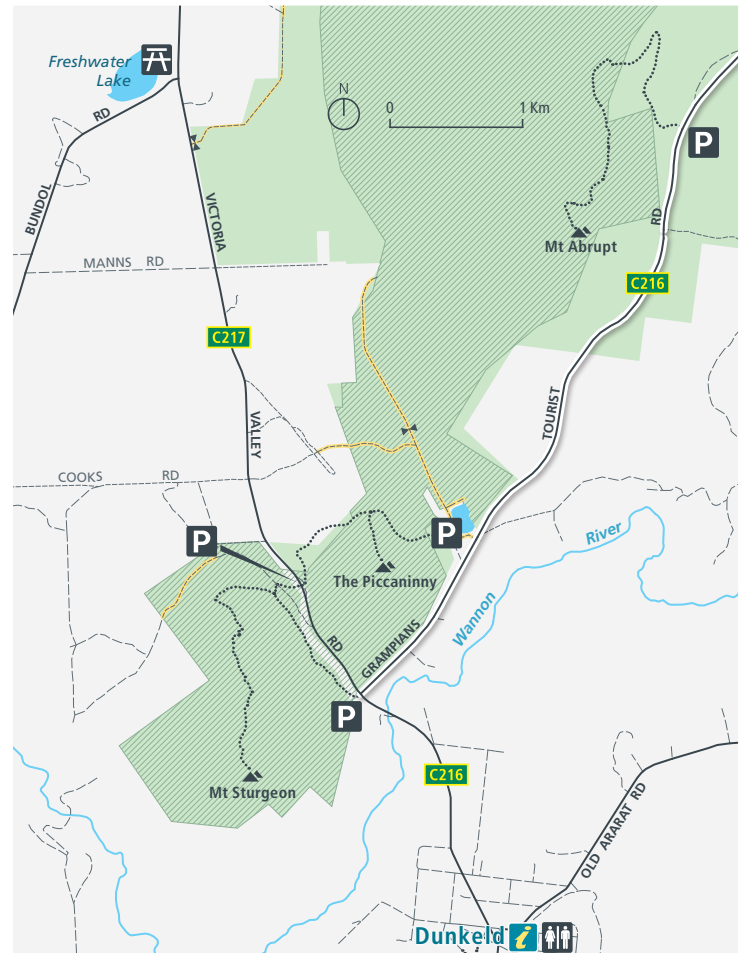 Freshwater
Lake
N
0 1 Km
RD
P
BUNDOL
VICTORIA
RD
Mt Abrupt
MANNS RD
C216
C217
TOURIST
VALLEY
COOKS RD
P
P
River
The Piccaninny
Wannon
RD
GRAMPIANS
P
C216
Mt Sturgeon
OLD ARARAT RD
Dunkeld i